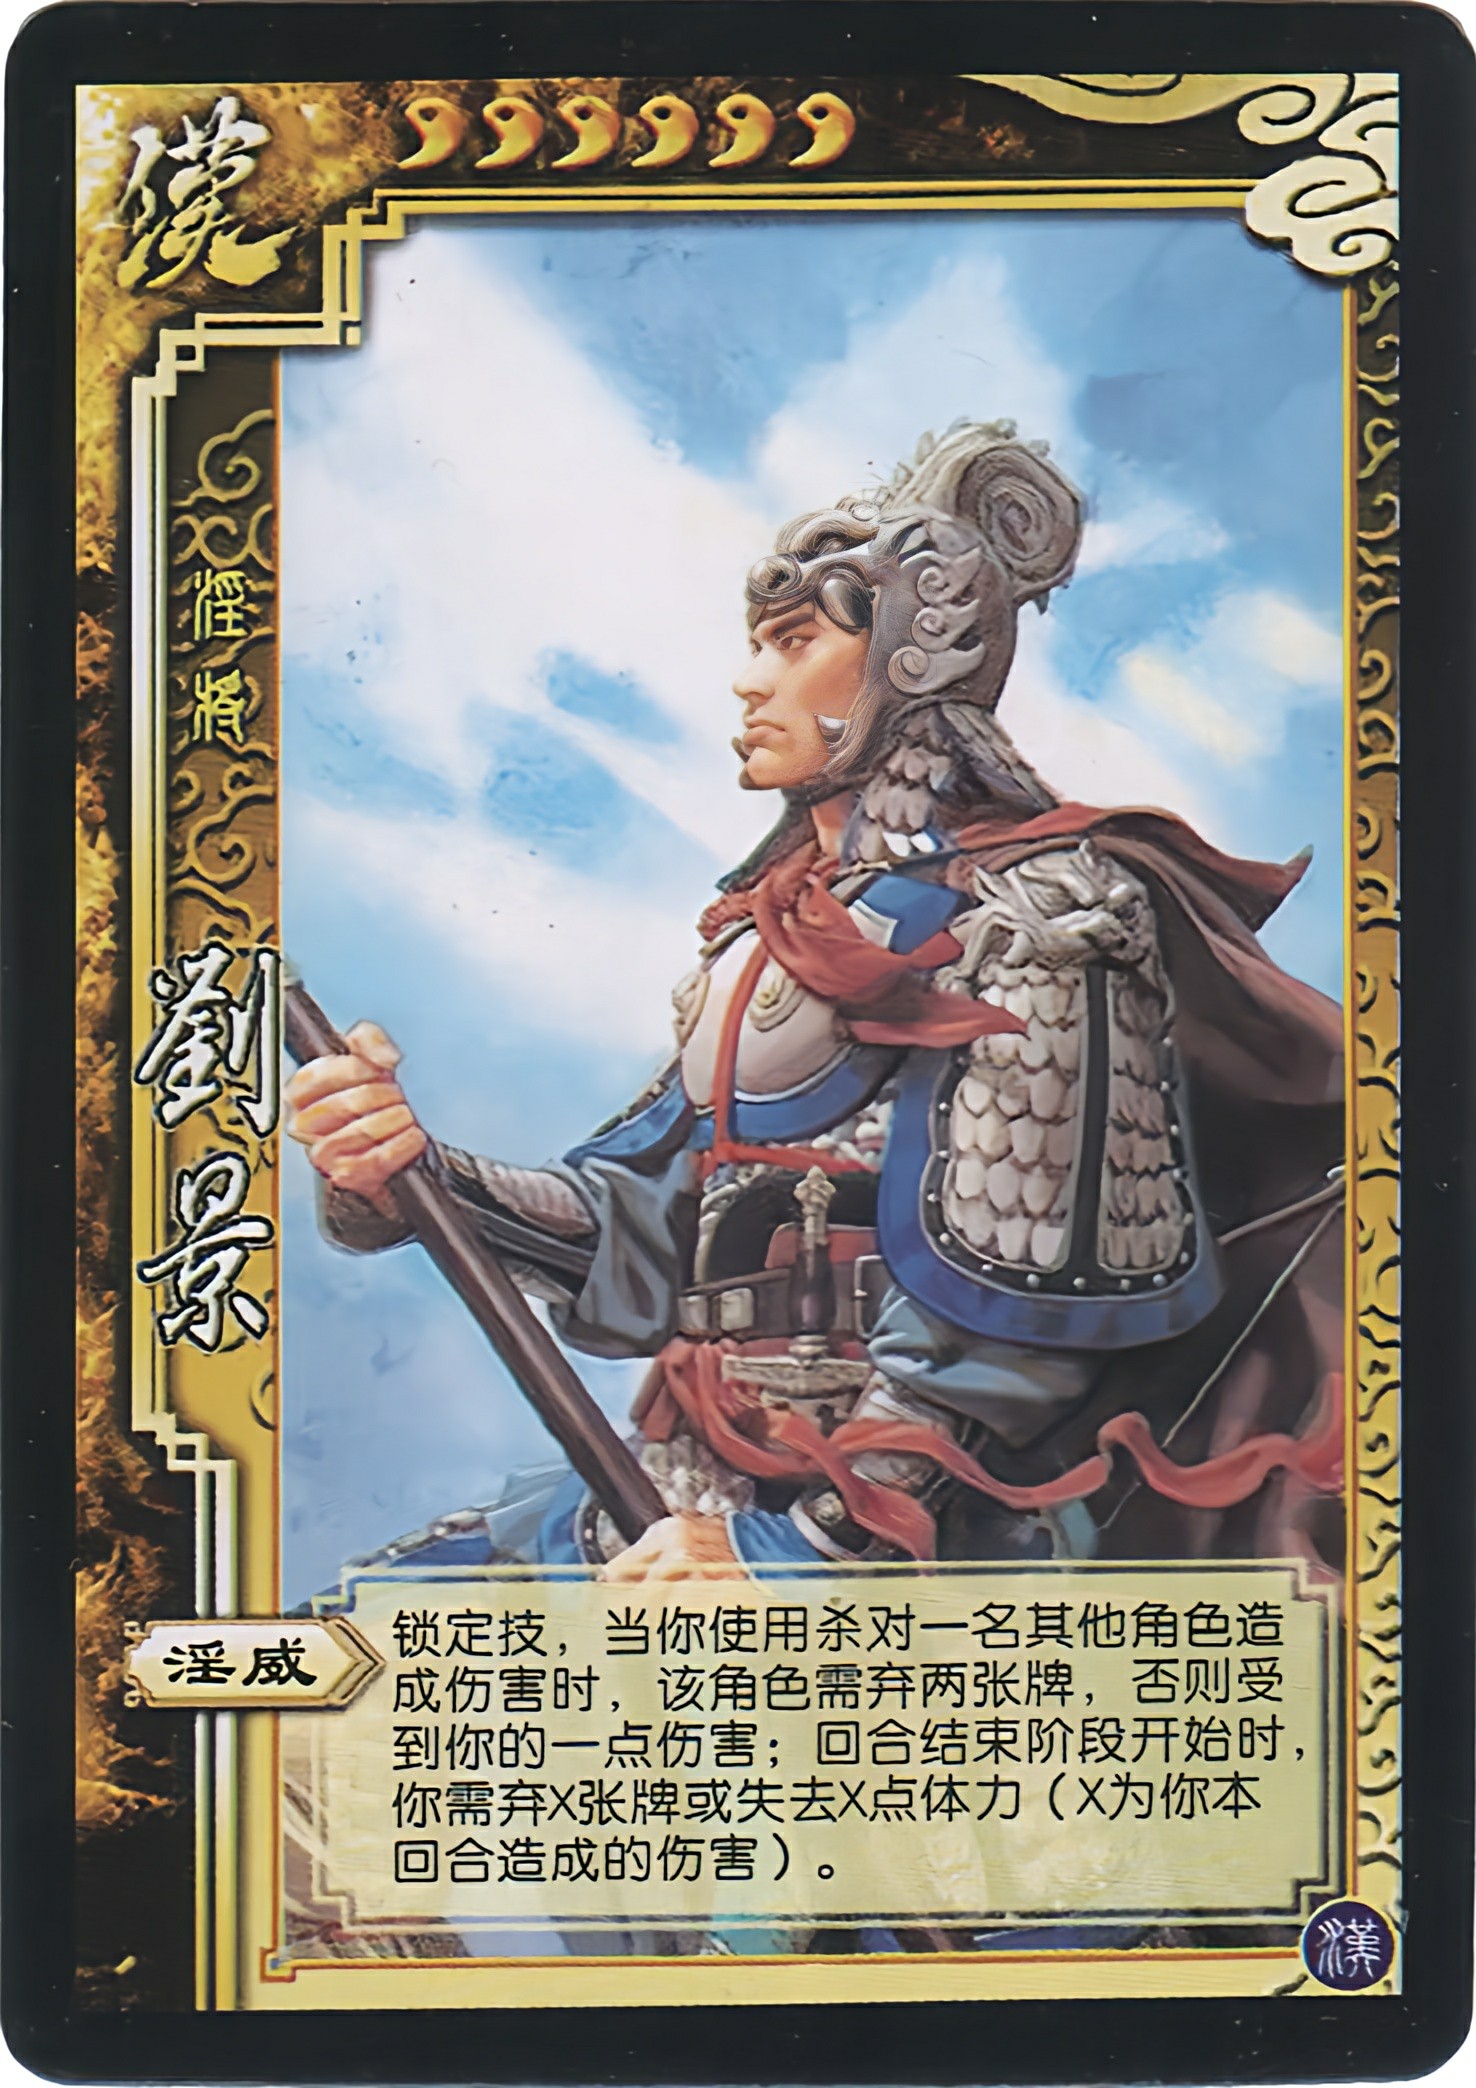 漢
淫将
劉景
淫威
锁定技，当你使用杀对一名其他角色造
成伤害时，该角色需弃两张牌，否则受
到你的一点伤害；回合结束阶段开始时，
你需弃X张牌或失去X点体力（X为你本
回合造成的伤害）。
漢